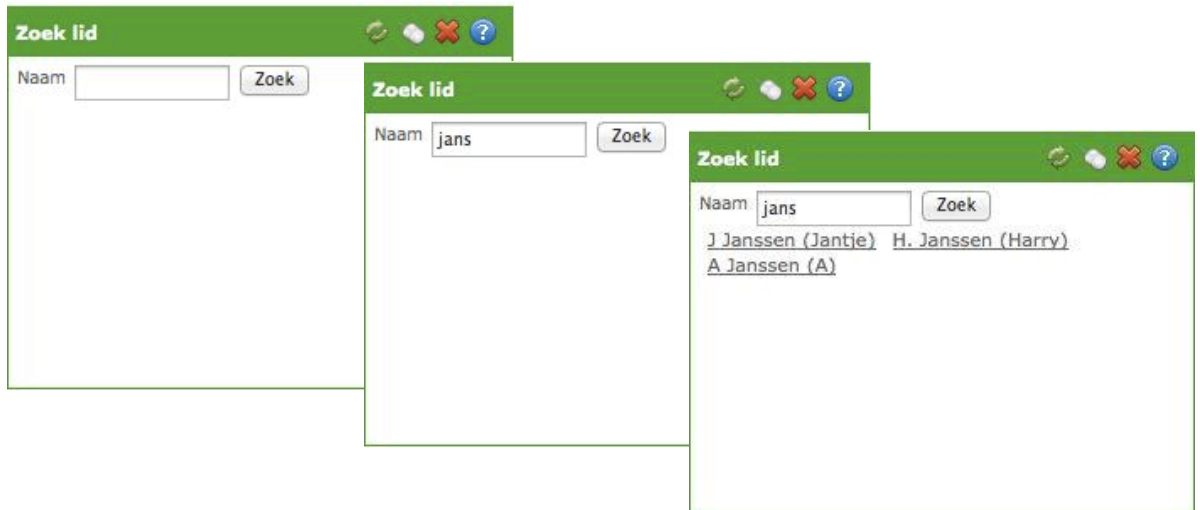 Zoek lid
Naam Zoek
Zoek lid
Naam jans Zoek
Zoek lid
Naam jans Zoek
J Janssen (Jantje) H. Janssen (Harry)
A Janssen (A)